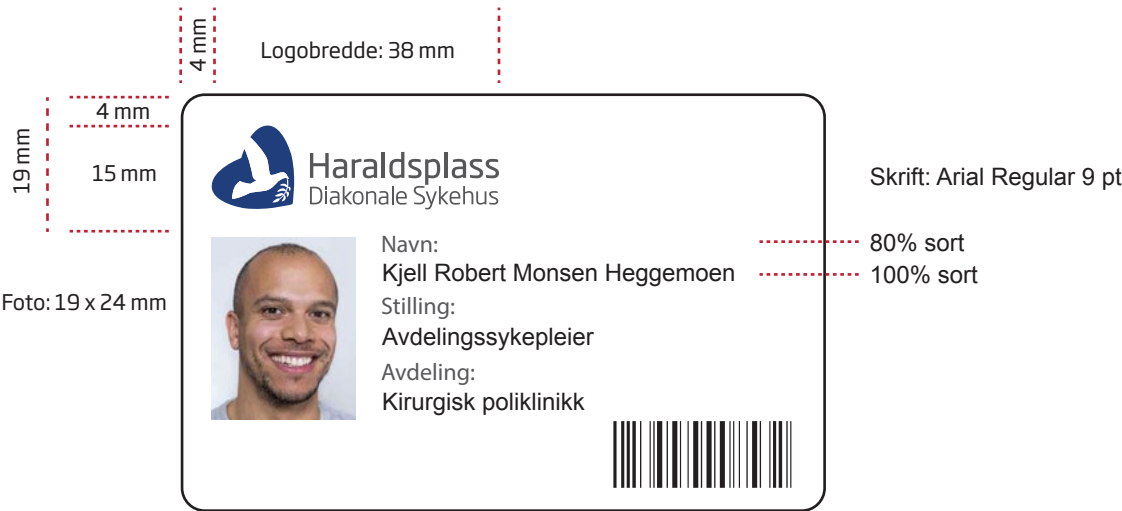 4 mm
Logobredde: 38 mm
4 mm
19 mm
15 mm
Haraldsplass
Diakonale Sykehus
Skrift: Arial Regular 9 pt
Navn:
80% sort
Kjell Robert Monsen Heggemoen
100% sort
Foto: 19 x 24 mm
Stilling:
Avdelingssykepleier
Avdeling:
Kirurgisk poliklinikk